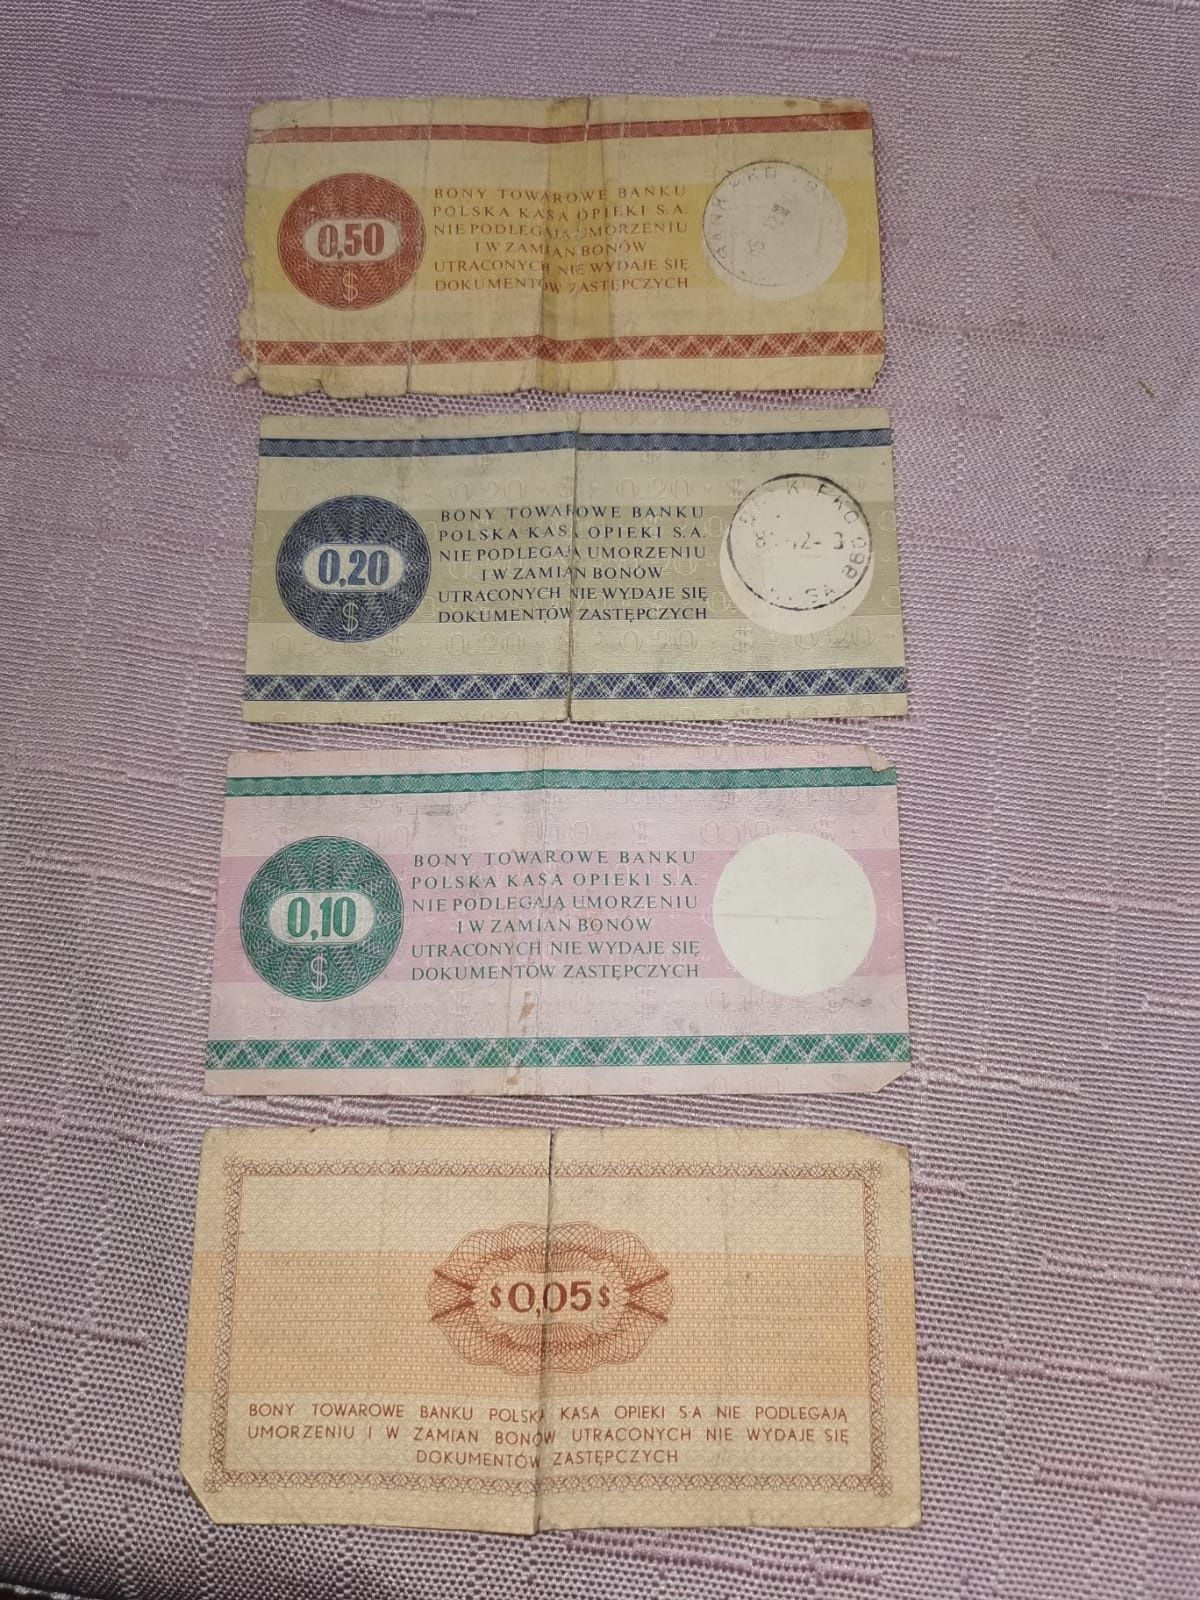 0,50
$
BONY TOWAROWE BANKU
POLSKA KASA OPIEKI S.A.
NIE PODLEGAJĄ UMORZENIU
I W ZAMIAN BONÓW
UTRACONYCH NIE WYDAJE SIĘ
DOKUMENTÓW ZASTĘPCZYCH
BANK
0,20
$
BONY TOWAROWE BANKU
POLSKA KASA OPIEKI S.A.
NIE PODLEGAJĄ UMORZENIU
I W ZAMIAN BONÓW
UTRACONYCH NIE WYDAJE SIĘ
DOKUMENTÓW ZASTĘPCZYCH
0,10
$
BONY TOWAROWE BANKU
POLSKA KASA OPIEKI S.A.
NIE PODLEGAJĄ UMORZENIU
I W ZAMIAN BONÓW
UTRACONYCH NIE WYDAJE SIĘ
DOKUMENTÓW ZASTĘPCZYCH
$0,05$
BONY TOWAROWE BANKU POLSKA KASA OPIEKI S·A NIE PODLEGAJĄ
UMORZENIU I W ZAMIAN BONÓW UTRACONYCH NIE WYDAJE SIĘ
DOKUMENTÓW ZASTĘPCZYCH